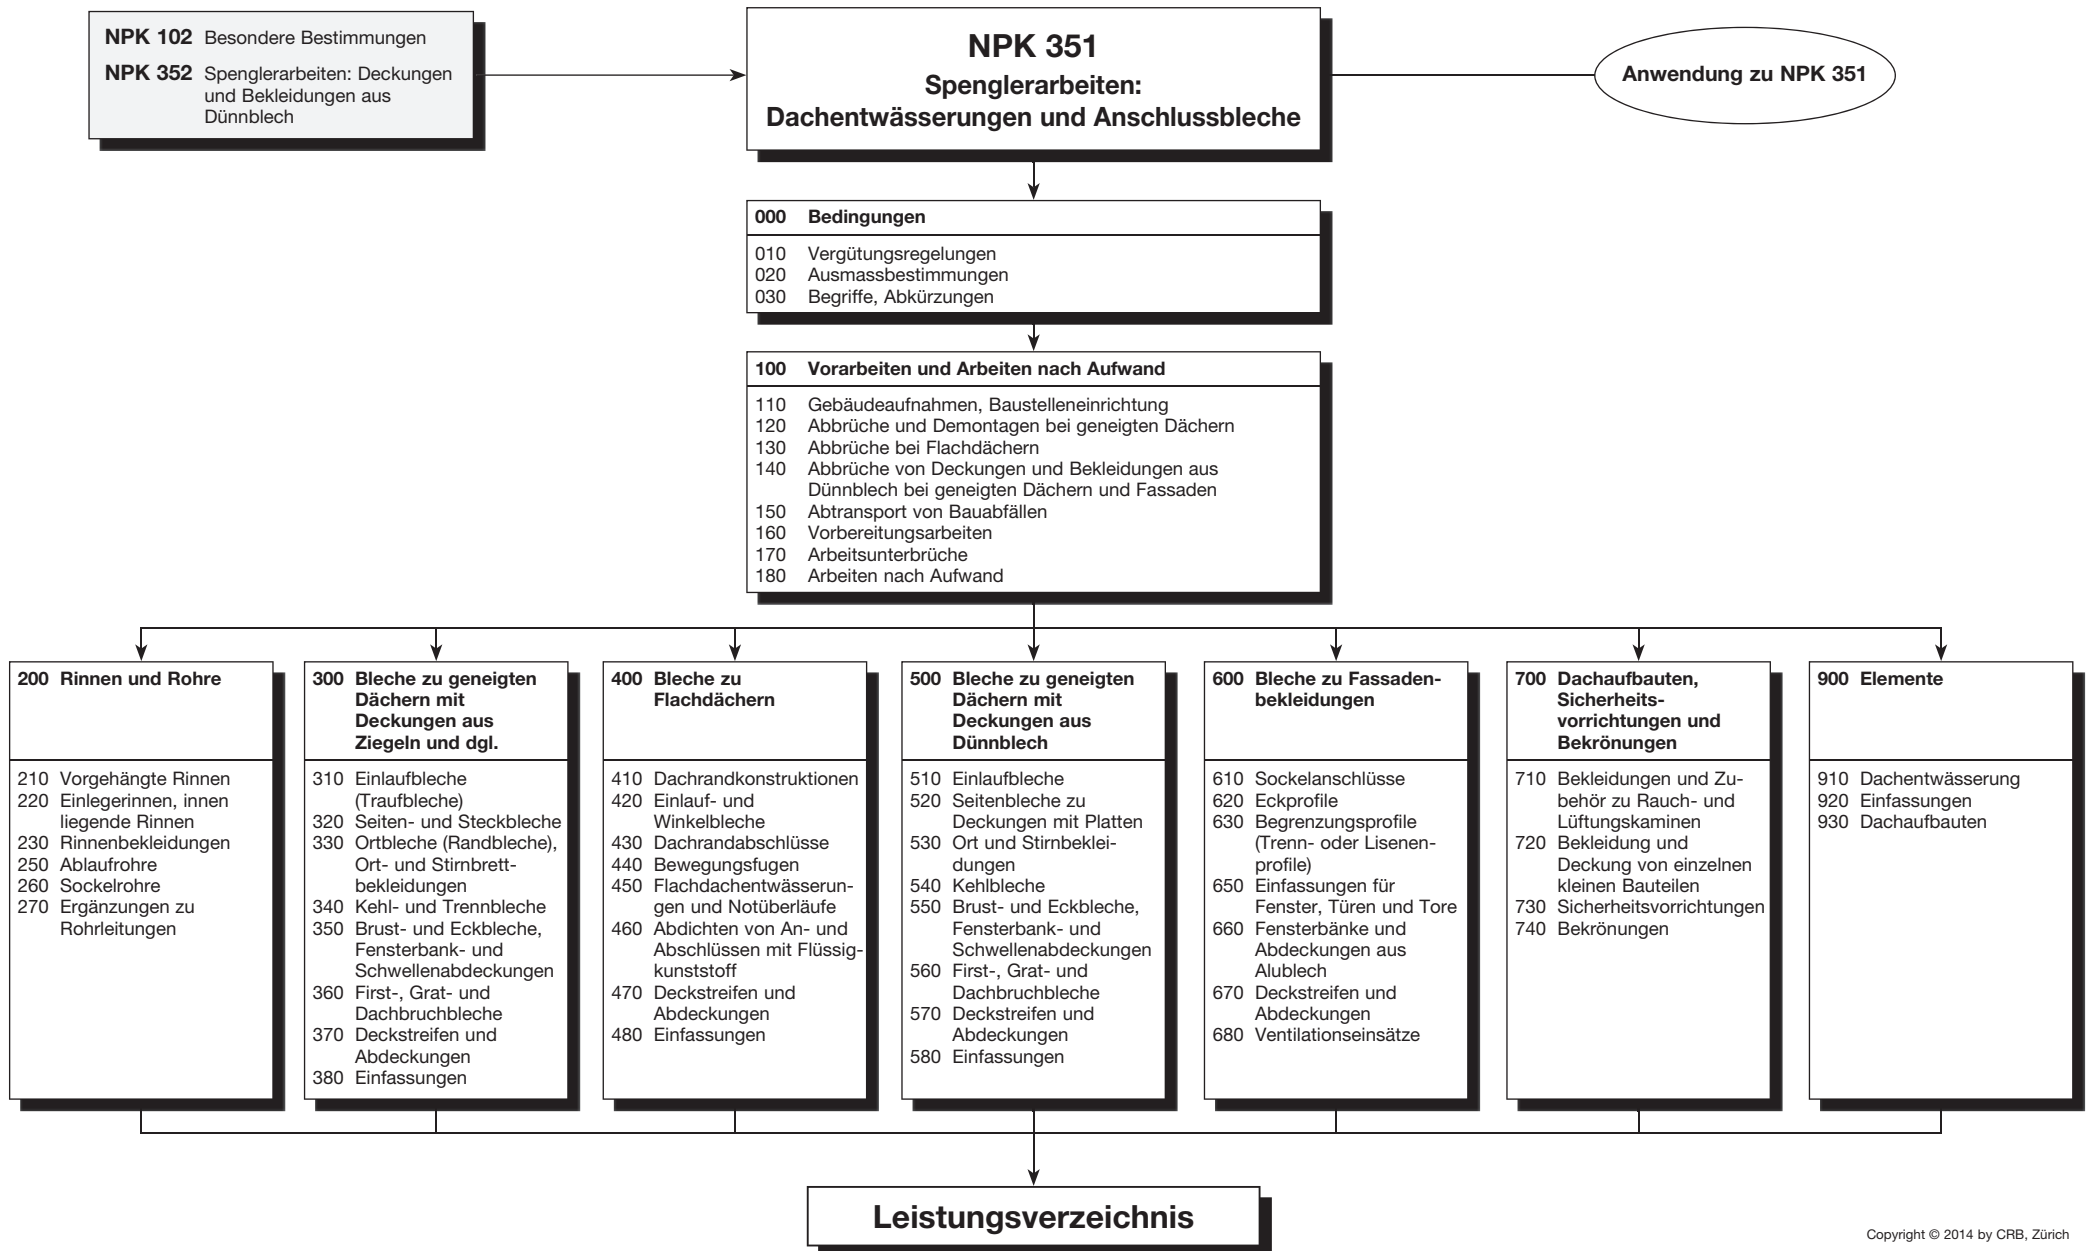 NPK 102 Besondere Bestimmungen
NPK 352 Spenglerarbeiten: Deckungen
und Bekleidungen aus
Dünnblech
NPK 351
Spenglerarbeiten:
Dachentwässerungen und Anschlussbleche
Anwendung zu NPK 351
000 Bedingungen
010 Vergütungsregelungen
020 Ausmassbestimmungen
030 Begriffe, Abkürzungen
100 Vorarbeiten und Arbeiten nach Aufwand
110 Gebäudeaufnahmen, Baustelleneinrichtung
120 Abbrüche und Demontagen bei geneigten Dächern
130 Abbrüche bei Flachdächern
140 Abbrüche von Deckungen und Bekleidungen aus
Dünnblech bei geneigten Dächern und Fassaden
150 Abtransport von Bauabfällen
160 Vorbereitungsarbeiten
170 Arbeitsunterbrüche
180 Arbeiten nach Aufwand
200 Rinnen und Rohre
210 Vorgehängte Rinnen
220 Einlegerinnen, innen
liegende Rinnen
230 Rinnenbekleidungen
250 Ablaufrohre
260 Sockelrohre
270 Ergänzungen zu
Rohrleitungen
300 Bleche zu geneigten
Dächern mit
Deckungen aus
Ziegeln und dgl.
310 Einlaufbleche
(Traufbleche)
320 Seiten- und Steckbleche
330 Ortbleche (Randbleche),
Ort- und Stirnbrett-
bekleidungen
340 Kehl- und Trennbleche
350 Brust- und Eckbleche,
Fensterbank- und
Schwellenabdeckungen
360 First-, Grat- und
Dachbruchbleche
370 Deckstreifen und
Abdeckungen
380 Einfassungen
400 Bleche zu
Flachdächern
410 Dachrandkonstruktionen
420 Einlauf- und
Winkelbleche
430 Dachrandabschlüsse
440 Bewegungsfugen
450 Flachdachentwässerun-
gen und Notüberläufe
460 Abdichten von An- und
Abschlüssen mit Flüssig-
kunststoff
470 Deckstreifen und
Abdeckungen
480 Einfassungen
500 Bleche zu geneigten
Dächern mit
Deckungen aus
Dünnblech
510 Einlaufbleche
520 Seitenbleche zu
Deckungen mit Platten
530 Ort und Stirnbeklei-
dungen
540 Kehlbleche
550 Brust- und Eckbleche,
Fensterbank- und
Schwellenabdeckungen
560 First-, Grat- und
Dachbruchbleche
570 Deckstreifen und
Abdeckungen
580 Einfassungen
600 Bleche zu Fassaden-
bekleidungen
610 Sockelanschlüsse
620 Eckprofile
630 Begrenzungsprofile
(Trenn- oder Lisenen-
profile)
650 Einfassungen für
Fenster, Türen und Tore
660 Fensterbänke und
Abdeckungen aus
Alublech
670 Deckstreifen und
Abdeckungen
680 Ventilationseinsätze
700 Dachaufbauten,
Sicherheits-
vorrichtungen und
Bekrönungen
710 Bekleidungen und Zu-
behör zu Rauch- und
Lüftungskaminen
720 Bekleidung und
Deckung von einzelnen
kleinen Bauteilen
730 Sicherheitsvorrichtungen
740 Bekrönungen
900 Elemente
910 Dachentwässerung
920 Einfassungen
930 Dachaufbauten
Leistungsverzeichnis
Copyright © 2014 by CRB, Zürich